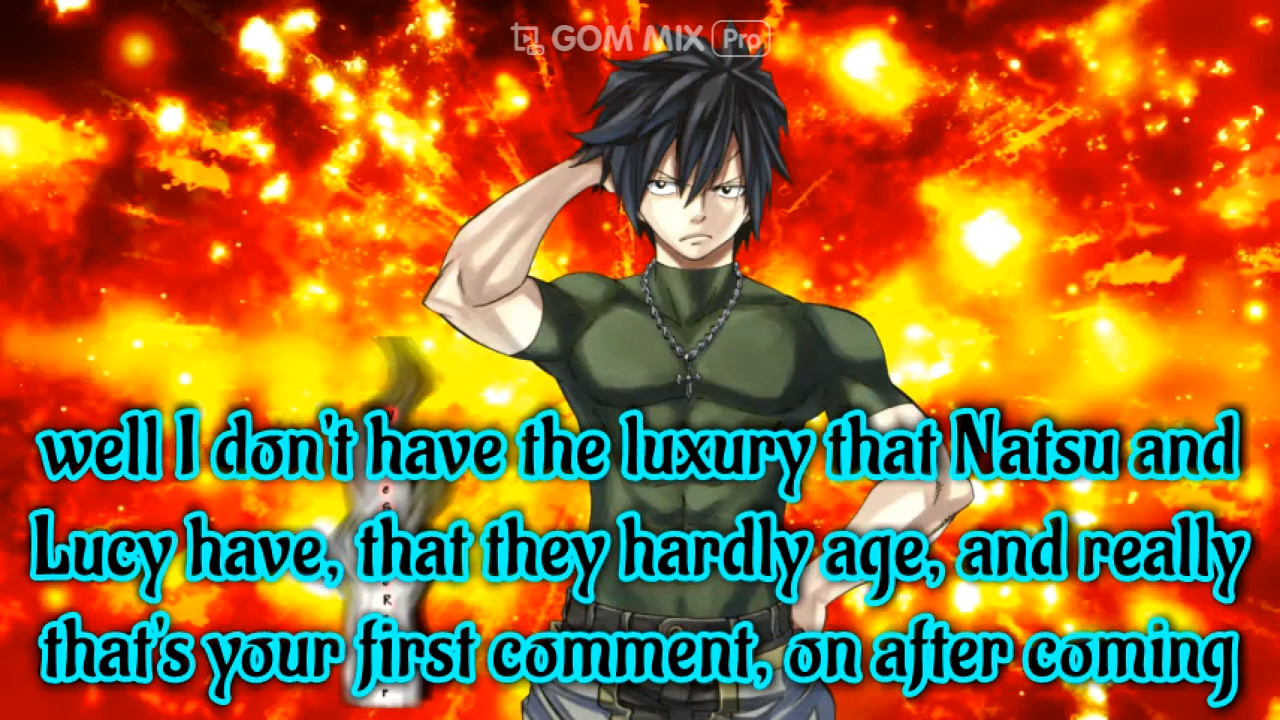 GOM MIX Pro
well I don't have the luxury that Natsu and
Lucy have, that they hardly age, and really
that's your first comment, on after coming